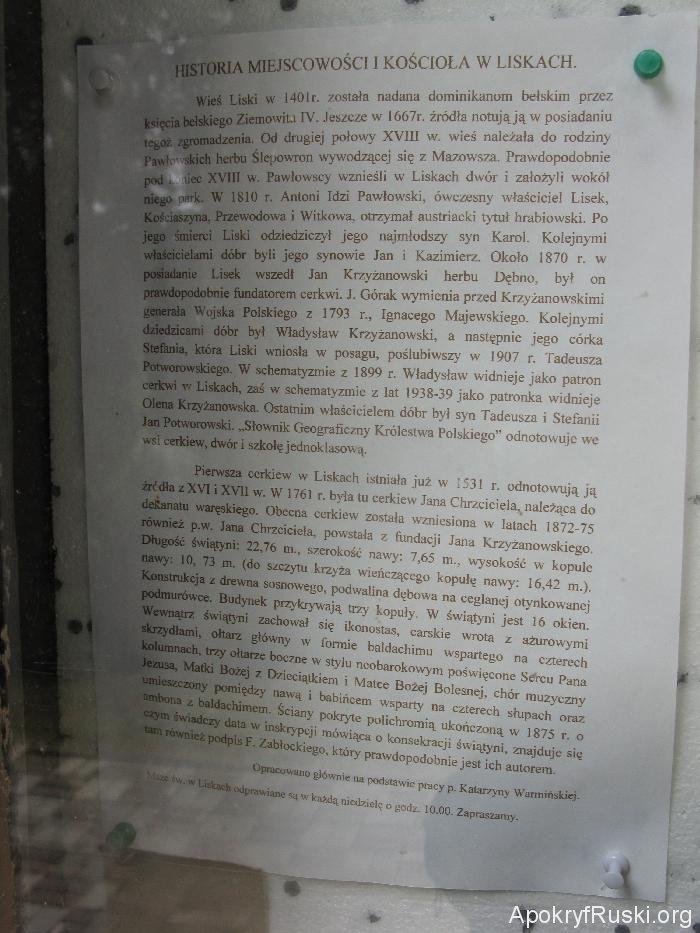 HISTORIA MIEJSCOWOŚCI I KOŚCIOŁA W LISKACH.
Wieś Liski w 1401r. została nadana dominikanom bełskim przez
księcia bełskiego Ziemowita IV. Jeszcze w 1667r. źródła notują ją w posiadaniu
tegoż zgromadzenia. Od drugiej połowy XVIII w. wieś należała do rodziny
Pawłowskich herbu Ślepowron wywodzącej się z Mazowsza. Prawdopodobnie
pod koniec XVIII w. Pawłowscy wznieśli w Liskach dwór i założyli wokół
niego park. W 1810 r. Antoni Idzi Pawłowski, ówczesny właściciel Lisek,
Kościaszyna, Przewodowa i Witkowa, otrzymał austriacki tytuł hrabiowski. Po
jego śmierci Liski odziedziczył jego najmłodszy syn Karol. Kolejnymi
właścicielami dóbr byli jego synowie Jan i Kazimierz. Około 1870 r. w
posiadanie Lisek wszedł Jan Krzyżanowski herbu Dębno, był on
prawdopodobnie fundatorem cerkwi. J. Górak wymienia przed Krzyżanowskimi
generała Wojska Polskiego z 1793 r., Ignacego Majewskiego. Kolejnymi
dziedzicami dóbr był Władysław Krzyżanowski, a następnie jego córka
Stefania, która Liski wniosła w posagu, poślubiwszy w 1907 r. Tadeusza
Potworowskiego. W schematyzmie z 1899 r. Władysław widnieje jako patron
cerkwi w Liskach, zaś w schematyzmie z lat 1938-39 jako patronka widnieje
Olena Krzyżanowska. Ostatnim właścicielem dóbr był syn Tadeusza i Stefanii
Jan Potworowski. „Słownik Geograficzny Królestwa Polskiego” odnotowuje we
wsi cerkiew, dwór i szkołę jednoklasową.
Pierwsza cerkiew w Liskach istniała już w 1531 r. odnotowują ją
źródła z XVI i XVII w. W 1761 r. była tu cerkiew Jana Chrzciciela, należąca do
dekanatu waręskiego. Obecna cerkiew została wzniesiona w latach 1872-75
również p.w. Jana Chrzciciela, powstała z fundacji Jana Krzyżanowskiego.
Długość świątyni: 22,76 m., szerokość nawy: 7,65 m., wysokość w kopule
nawy: 10, 73 m. (do szczytu krzyża wieńczącego kopułę nawy: 16,42 m.).
Konstrukcja z drewna sosnowego, podwalina dębowa na ceglanej otynkowanej
podmurówce. Budynek przykrywają trzy kopuły. W świątyni jest 16 okien.
Wewnątrz świątyni zachował się ikonostas, carskie wrota z ażurowymi
skrzydłami, ołtarz główny w formie baldachimu wspartego na czterech
kolumnach, trzy ołtarze boczne w stylu neobarokowym poświęcone Sercu Pana
Jezusa, Matki Bożej z Dzieciątkiem i Matce Bożej Bolesnej, chór muzyczny
umieszczony pomiędzy nawą i babińcem wsparty na czterech słupach oraz
ambona z baldachimem. Ściany pokryte polichromią ukończoną w 1875 r. o
czym świadczy data w inskrypcji mówiąca o konsekracji świątyni, znajduje się
tam również podpis F. Zabłockiego, który prawdopodobnie jest ich autorem.
Opracowano głównie na podstawie pracy p. Katarzyny Warmińskiej.
Msze św. w Liskach odprawiane są w każdą niedzielę o godz. 10.00. Zapraszamy.
ApokryfRuski.org